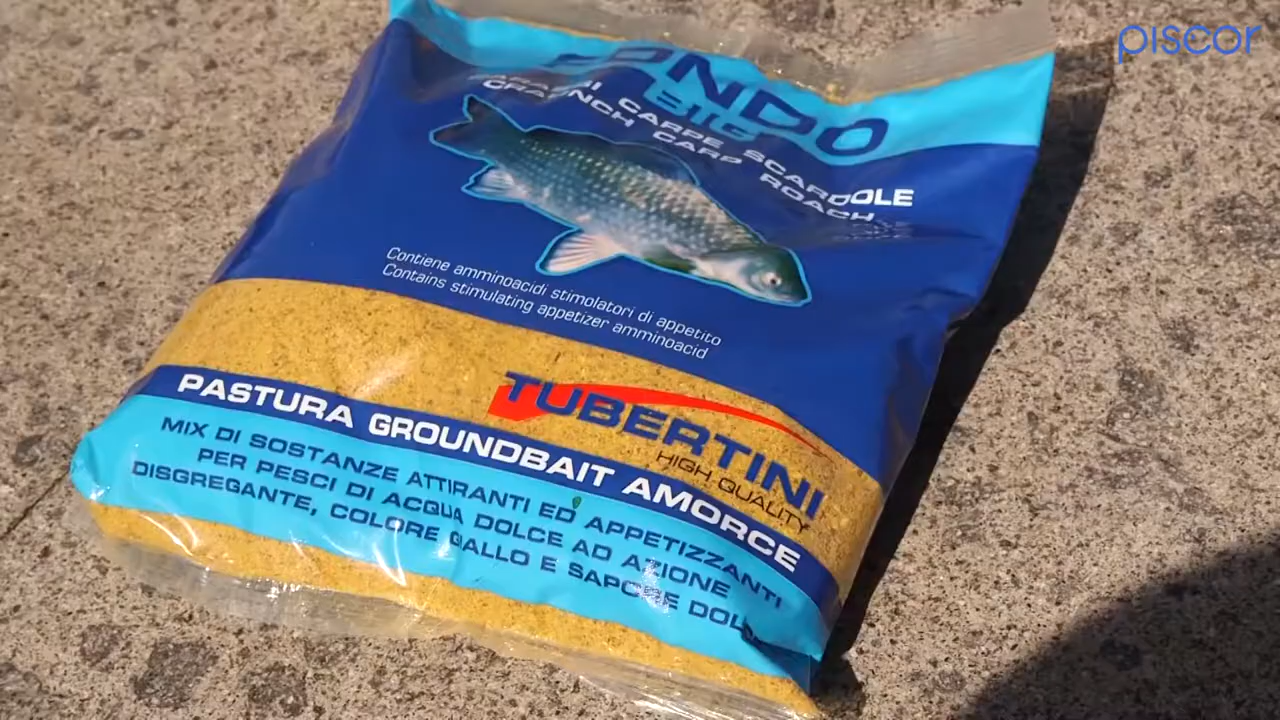 piscor
FONDO
BIG
CARASSI CARPE SCARDOLE
CRAUNCH CARP ROACH
Contiene amminoacidi stimolatori di appetito
Contains stimulating appetizer amminoacid
TUBERTINI
HIGH QUALITY
PASTURA GROUNDBAIT AMORCE
MIX DI SOSTANZE ATTIRANTI ED APPETIZZANTI
PER PESCI DI ACQUA DOLCE AD AZIONE
DISGREGANTE, COLORE GIALLO E SAPORE DOLCE